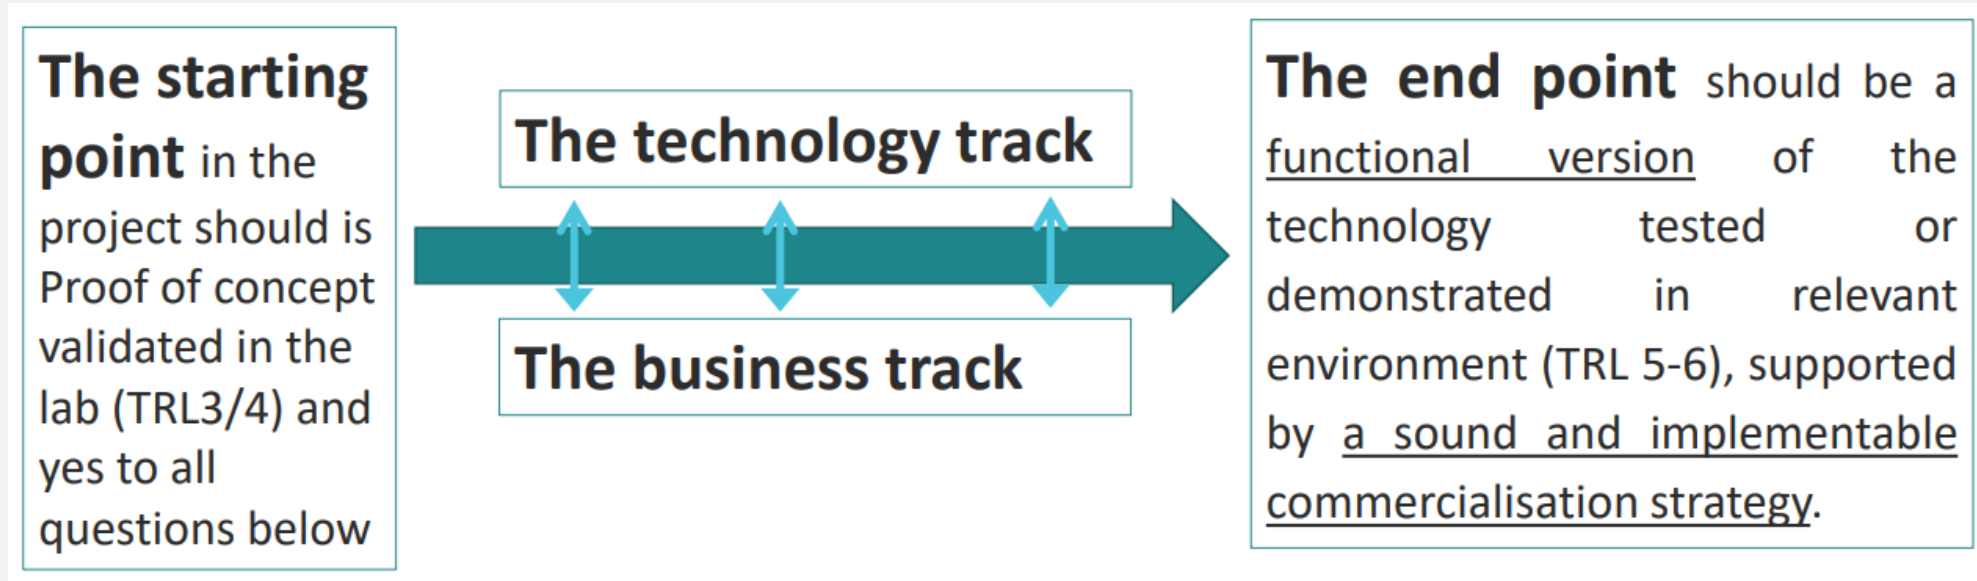 The starting
point in the
project should is
Proof of concept
validated in the
lab (TRL3/4) and
yes to all
questions below
The technology track
The business track
The end point should be a
functional version of the
technology tested or
demonstrated in relevant
environment (TRL 5-6), supported
by a sound and implementable
commercialisation strategy.